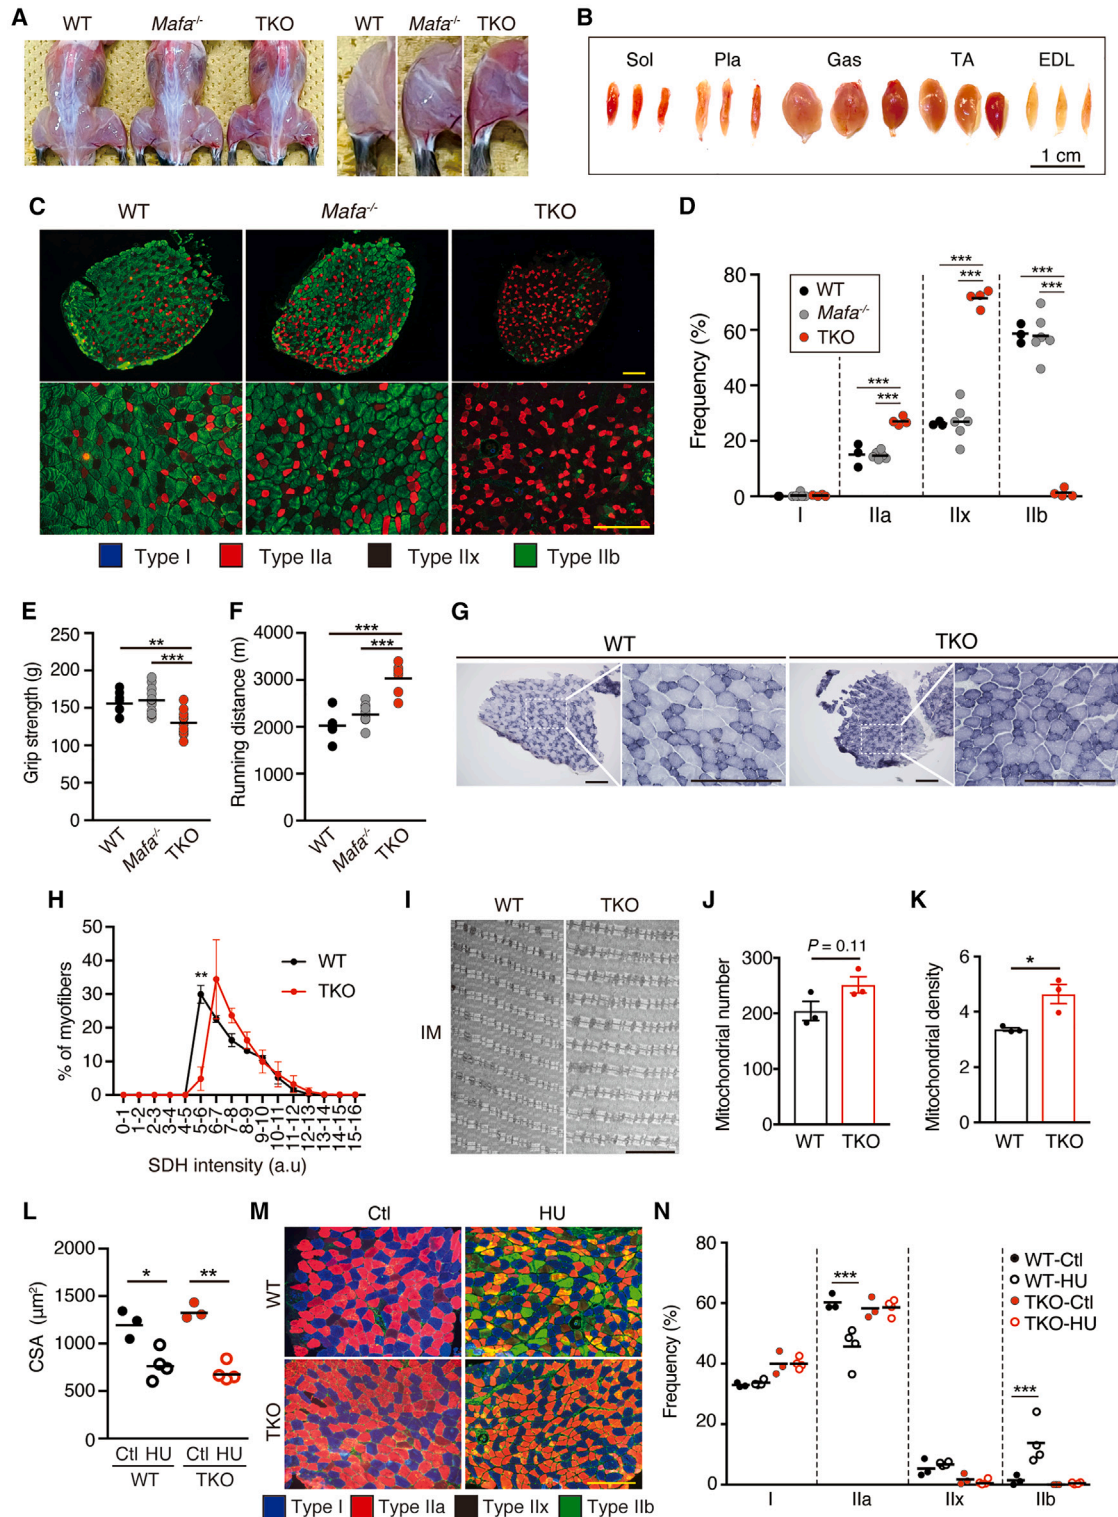 A
WT Mafa-/- TKO
WT Mafa-/- TKO
B
Sol Pla Gas TA EDL
1 cm
C
WT Mafa-/- TKO
Type I Type IIa Type IIx Type IIb
D
Frequency (%)
80
60
40
20
0
WT
Mafa-/-
TKO
***
***
***
***
***
***
I IIa IIx IIb
E
Grip strength (g)
250
200
150
100
50
0
**
***
WT Mafa-/- TKO
F
Running distance (m)
4000
3000
2000
1000
0
***
***
WT Mafa-/- TKO
G
WT TKO
H
% of myofibers
50
40
30
20
10
0
**
WT
TKO
0-1 1-2 2-3 3-4 4-5 5-6 6-7 7-8 8-9 9-10 10-11 11-12 12-13 13-14 14-15 15-16
SDH intensity (a.u)
I
WT TKO
IM
J
Mitochondrial number
300
200
100
0
P = 0.11
WT TKO
K
Mitochondrial density
6
4
2
0
*
WT TKO
L
CSA (µm²)
2000
1500
1000
500
0
* **
Ctl HU Ctl HU
WT TKO
M
Ctl HU
WT
TKO
Type I Type IIa Type IIx Type IIb
N
Frequency (%)
80
60
40
20
0
***
***
WT-Ctl
WT-HU
TKO-Ctl
TKO-HU
I IIa IIx IIb